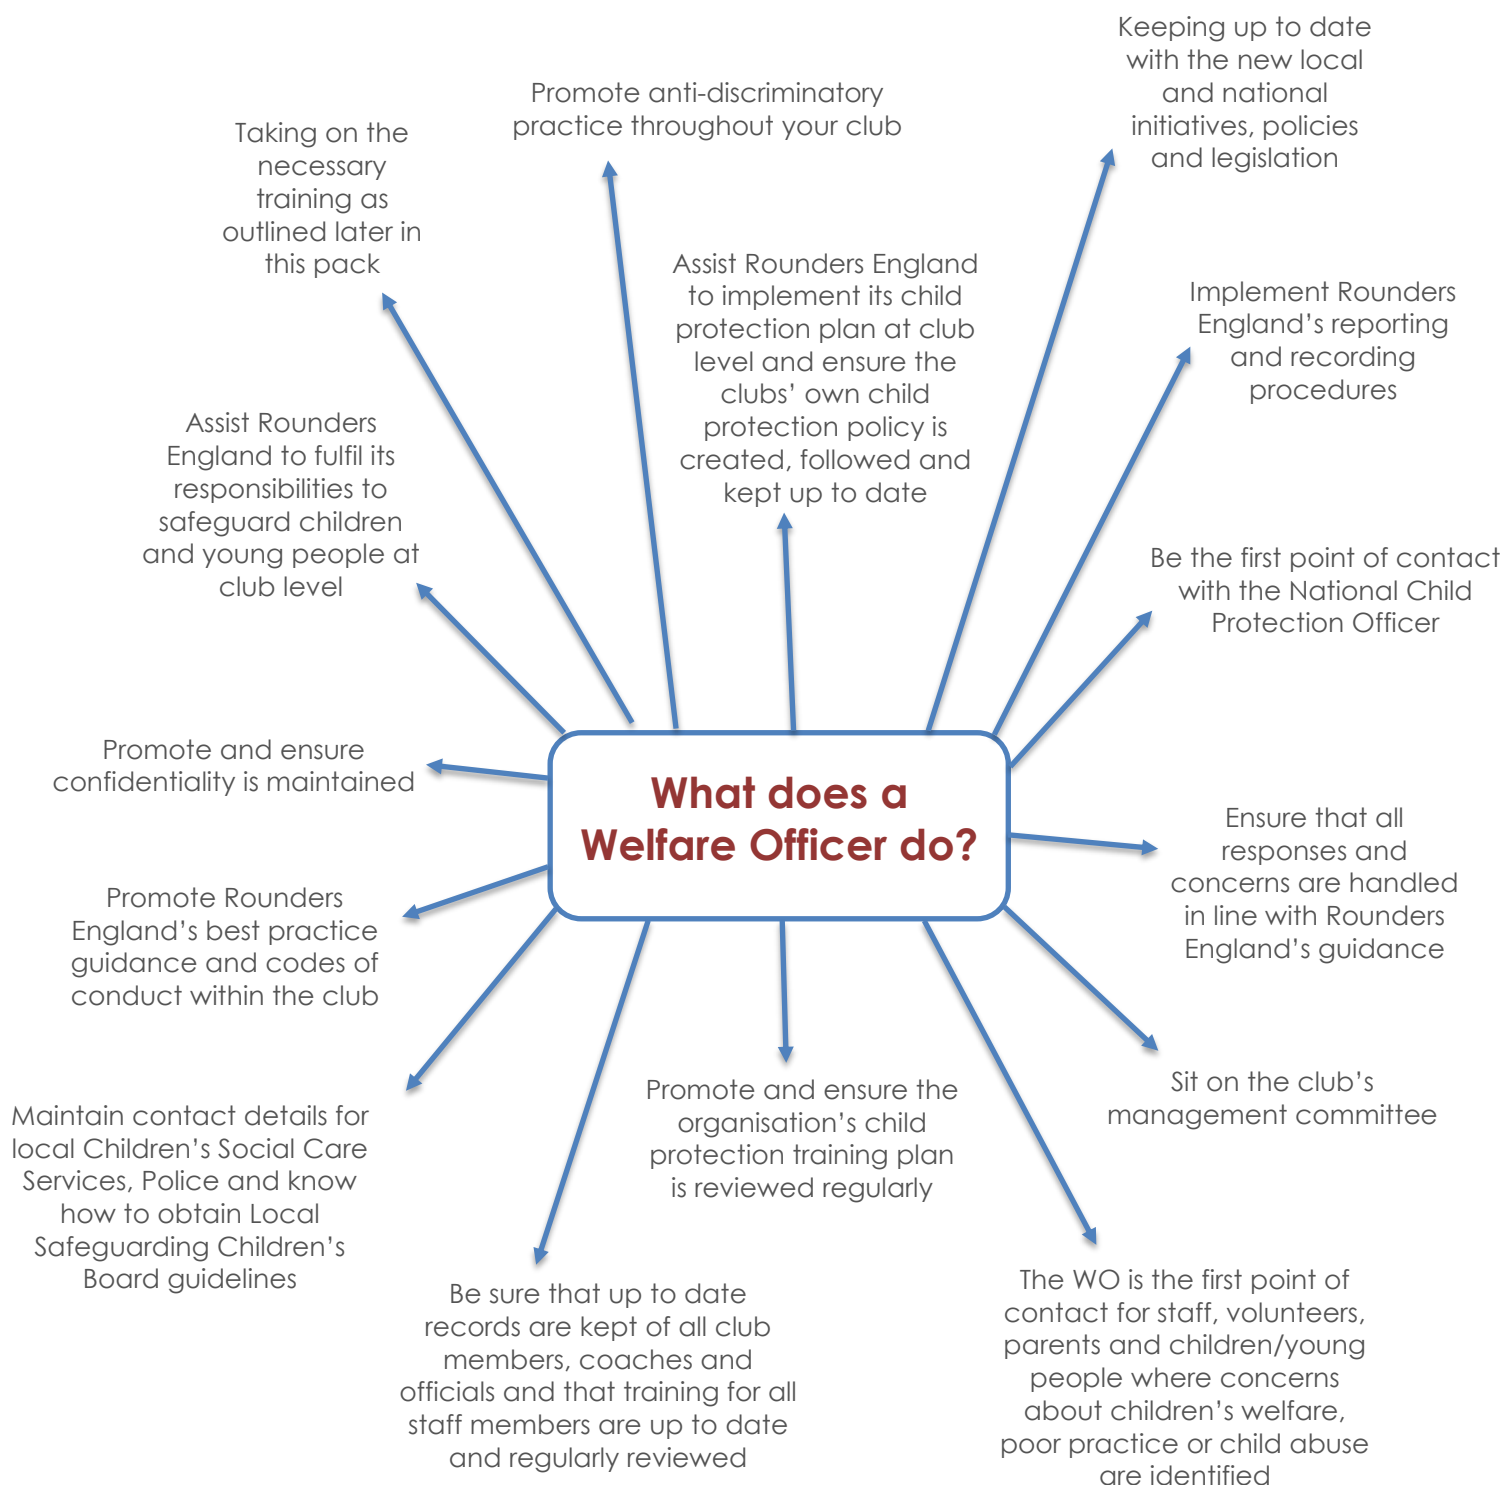 Keeping up to date
with the new local
and national
initiatives, policies
and legislation
Promote anti-discriminatory
practice throughout your club
Taking on the
necessary
training as
outlined later in
this pack
Assist Rounders England
to implement its child
protection plan at club
level and ensure the
clubs’ own child
protection policy is
created, followed and
kept up to date
Implement Rounders
England’s reporting
and recording
procedures
Assist Rounders
England to fulfil its
responsibilities to
safeguard children
and young people at
club level
Be the first point of contact
with the National Child
Protection Officer
Promote and ensure
confidentiality is maintained
What does a
Welfare Officer do?
Ensure that all
responses and
concerns are handled
in line with Rounders
England’s guidance
Promote Rounders
England’s best practice
guidance and codes of
conduct within the club
Sit on the club’s
management committee
Promote and ensure the
organisation’s child
protection training plan
is reviewed regularly
Maintain contact details for
local Children’s Social Care
Services, Police and know
how to obtain Local
Safeguarding Children’s
Board guidelines
Be sure that up to date
records are kept of all club
members, coaches and
officials and that training for all
staff members are up to date
and regularly reviewed
The WO is the first point of
contact for staff, volunteers,
parents and children/young
people where concerns
about children’s welfare,
poor practice or child abuse
are identified